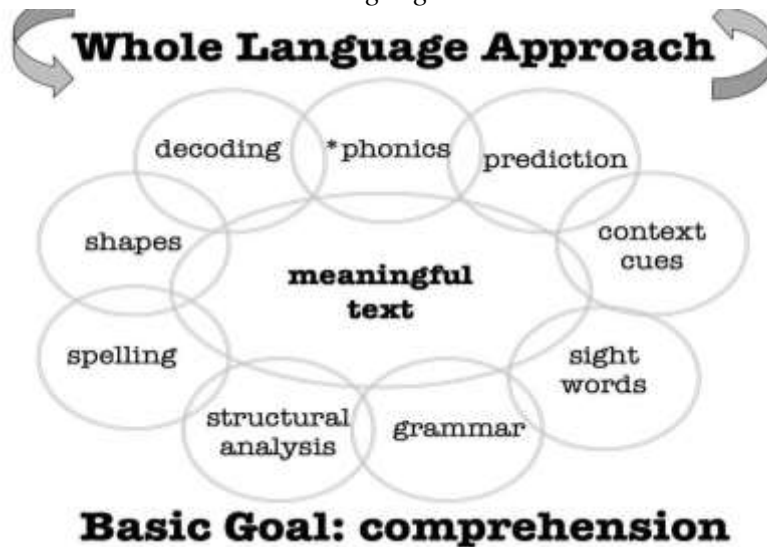 Whole Language Approach
decoding
*phonics
prediction
shapes
context
cues
meaningful
text
spelling
sight
words
structural
analysis
grammar
Basic Goal: comprehension